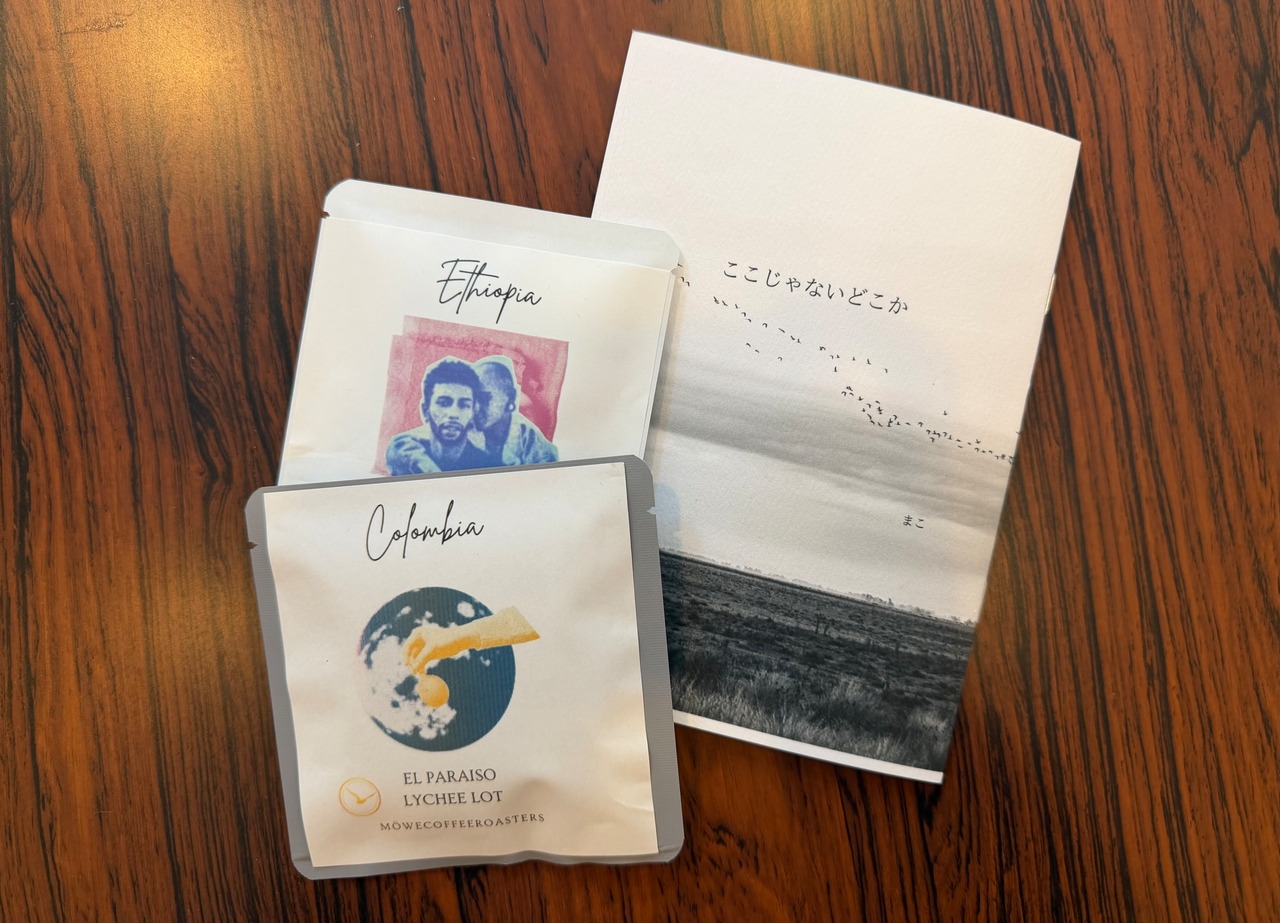 Ethiopia
Colombia
EL PARAISO
LYCHEE LOT
MÖWECOFFEEROASTERS
ここじゃないどこか
まこ